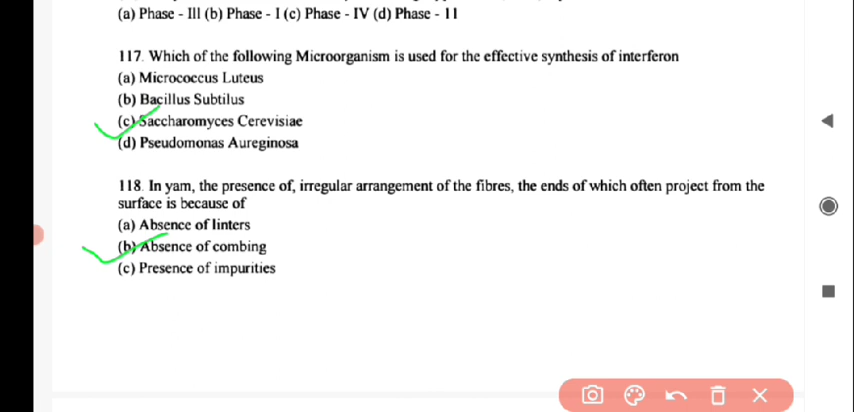 (a) Phase - III (b) Phase - I (c) Phase - IV (d) Phase - 11
117. Which of the following Microorganism is used for the effective synthesis of interferon
(a) Micrococcus Luteus
(b) Bacillus Subtilus
(c) Saccharomyces Cerevisiae
(d) Pseudomonas Aureginosa
118. In yam, the presence of, irregular arrangement of the fibres, the ends of which often project from the
surface is because of
(a) Absence of linters
(b) Absence of combing
(c) Presence of impurities